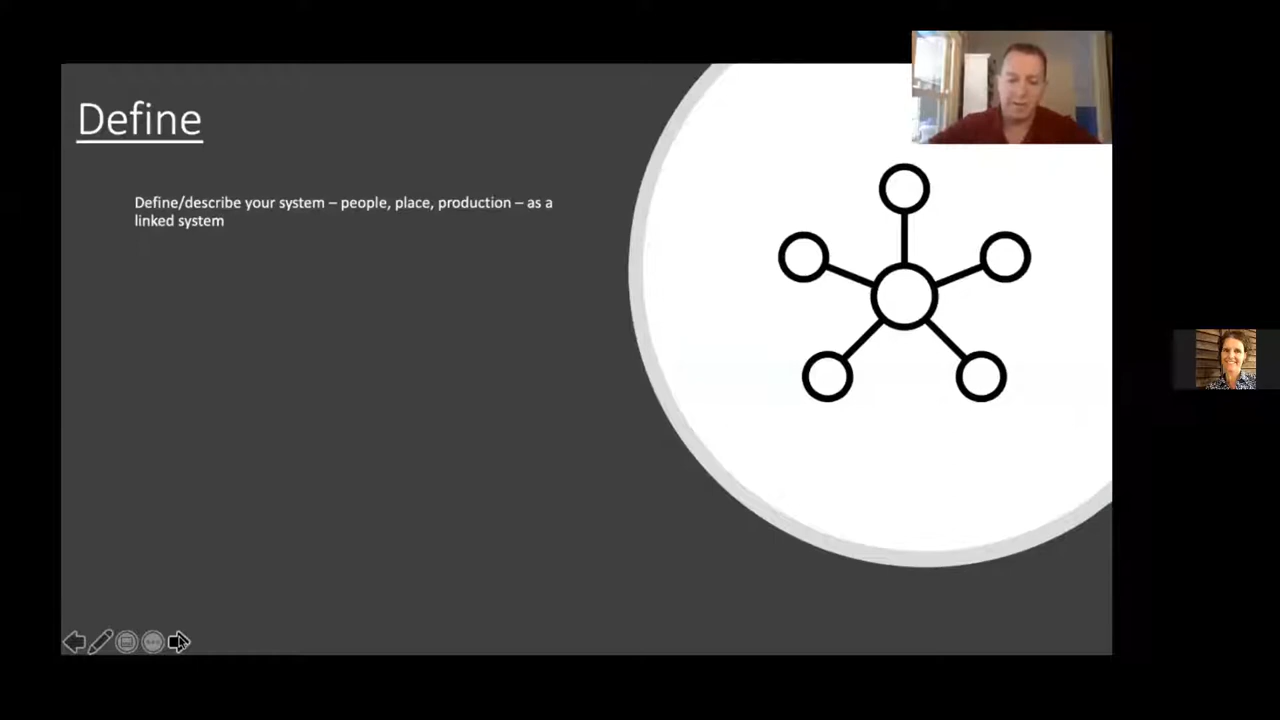 Define
Define/describe your system – people, place, production – as a
linked system